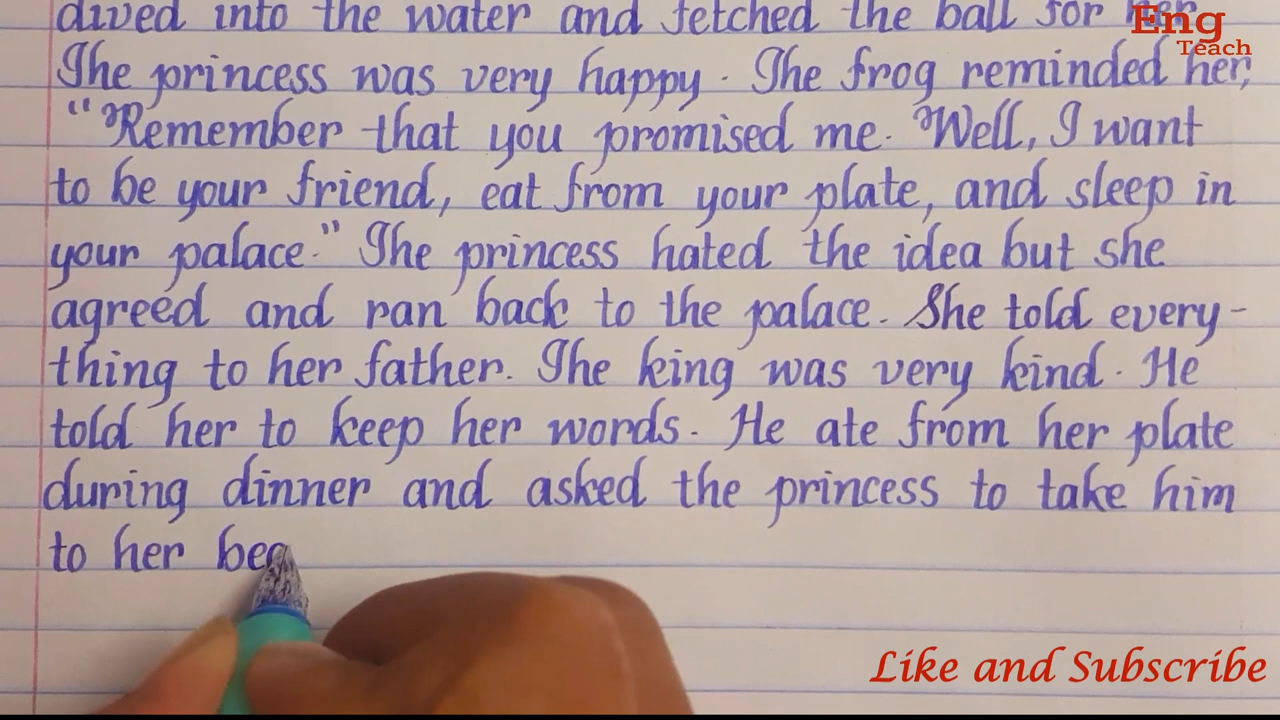 dived into the water and fetched the ball for her.
Eng
Teach
The princess was very happy. The frog reminded her,
"Remember that you promised me. Well, I want
to be your friend, eat from your plate, and sleep in
your palace." The princess hated the idea but she
agreed and ran back to the palace. She told every-
thing to her father. The king was very kind. He
told her to keep her words. He ate from her plate
during dinner and asked the princess to take him
to her
Like and Subscribe